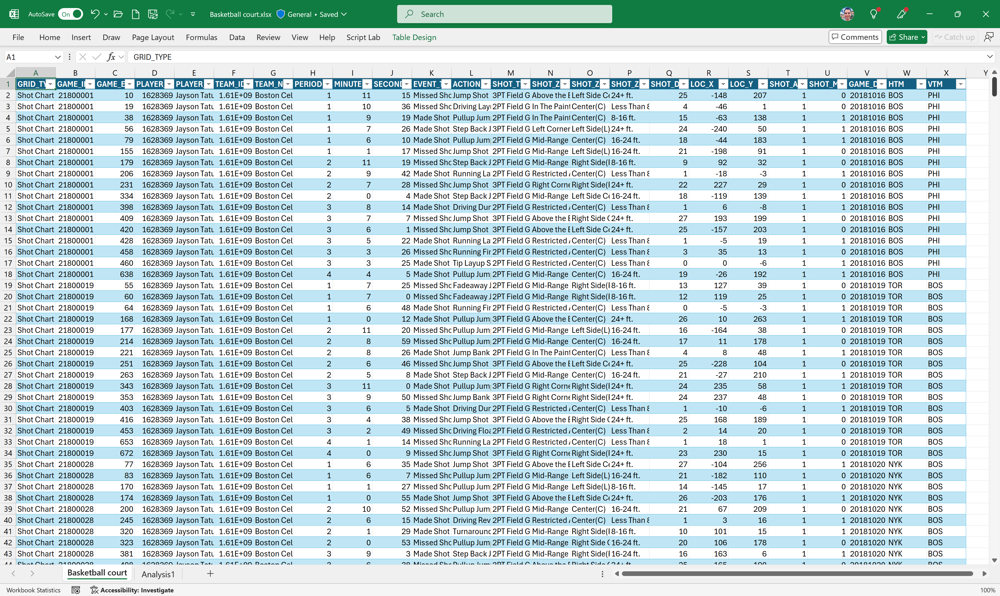 AutoSave On Basketball court.xlsx General • Saved Search
File Home Insert Draw Page Layout Formulas Data Review View Help Script Lab Table Design Comments Share Catch up
A1 fx GRID_TYPE
A B C D E F G H I J K L M N O P Q R S T U V W X Y
1 GRID_TY GAME_I GAME_E PLAYER_ PLAYER_ TEAM_ID TEAM_N PERIOD MINUTE SECOND EVENT_T ACTION_ SHOT_T SHOT_Z SHOT_Z SHOT_Z SHOT_D LOC_X LOC_Y SHOT_A SHOT_M GAME_D HTM VTM
2 Shot Chart 21800001 10 1628369 Jayson Tatu 1.61E+09 Boston Cel 1 11 15 Missed Sho Jump Shot 3PT Field G Above the B Left Side Ce 24+ ft. 25 -148 207 1 0 20181016 BOS PHI
3 Shot Chart 21800001 19 1628369 Jayson Tatu 1.61E+09 Boston Cel 1 10 36 Missed Sho Driving Layu 2PT Field G In The Paint Center(C) Less Than 8 4 -46 1 1 0 20181016 BOS PHI
4 Shot Chart 21800001 38 1628369 Jayson Tatu 1.61E+09 Boston Cel 1 9 19 Made Shot Pullup Jum 2PT Field G In The Paint Center(C) 8-16 ft. 15 -63 138 1 1 20181016 BOS PHI
5 Shot Chart 21800001 56 1628369 Jayson Tatu 1.61E+09 Boston Cel 1 7 26 Made Shot Step Back J 3PT Field G Left Corner Left Side(L) 24+ ft. 24 -240 50 1 1 20181016 BOS PHI
6 Shot Chart 21800001 79 1628369 Jayson Tatu 1.61E+09 Boston Cel 1 6 10 Made Shot Pullup Jum 2PT Field G Mid-Range Center(C) 16-24 ft. 18 -44 183 1 1 20181016 BOS PHI
7 Shot Chart 21800001 155 1628369 Jayson Tatu 1.61E+09 Boston Cel 1 1 17 Missed Sho Jump Shot 2PT Field G Mid-Range Left Side(L) 16-24 ft. 21 -198 91 1 0 20181016 BOS PHI
8 Shot Chart 21800001 179 1628369 Jayson Tatu 1.61E+09 Boston Cel 2 11 19 Missed Sho Step Back J 2PT Field G Mid-Range Right Side(R 8-16 ft. 9 92 32 1 0 20181016 BOS PHI
9 Shot Chart 21800001 206 1628369 Jayson Tatu 1.61E+09 Boston Cel 2 9 42 Made Shot Running La 2PT Field G Restricted A Center(C) Less Than 8 1 -18 -3 1 1 20181016 BOS PHI
10 Shot Chart 21800001 231 1628369 Jayson Tatu 1.61E+09 Boston Cel 2 7 28 Missed Sho Jump Shot 3PT Field G Right Corne Right Side(R 24+ ft. 22 227 29 1 0 20181016 BOS PHI
11 Shot Chart 21800001 334 1628369 Jayson Tatu 1.61E+09 Boston Cel 2 0 4 Made Shot Step Back J 2PT Field G Mid-Range Left Side Ce 16-24 ft. 18 -119 139 1 1 20181016 BOS PHI
12 Shot Chart 21800001 398 1628369 Jayson Tatu 1.61E+09 Boston Cel 3 8 14 Made Shot Driving Dun 2PT Field G Restricted A Center(C) Less Than 8 1 6 -8 1 1 20181016 BOS PHI
13 Shot Chart 21800001 409 1628369 Jayson Tatu 1.61E+09 Boston Cel 3 7 7 Missed Sho Jump Shot 3PT Field G Above the B Right Side C 24+ ft. 27 193 199 1 0 20181016 BOS PHI
14 Shot Chart 21800001 420 1628369 Jayson Tatu 1.61E+09 Boston Cel 3 6 1 Missed Sho Jump Shot 3PT Field G Above the B Left Side Ce 24+ ft. 25 -157 203 1 0 20181016 BOS PHI
15 Shot Chart 21800001 428 1628369 Jayson Tatu 1.61E+09 Boston Cel 3 5 22 Made Shot Running La 2PT Field G Restricted A Center(C) Less Than 8 1 -5 19 1 1 20181016 BOS PHI
16 Shot Chart 21800001 458 1628369 Jayson Tatu 1.61E+09 Boston Cel 3 3 26 Missed Sho Running Fin 2PT Field G Restricted A Center(C) Less Than 8 3 35 13 1 0 20181016 BOS PHI
17 Shot Chart 21800001 460 1628369 Jayson Tatu 1.61E+09 Boston Cel 3 3 25 Made Shot Tip Layup S 2PT Field G Restricted A Center(C) Less Than 8 0 0 -6 1 1 20181016 BOS PHI
18 Shot Chart 21800001 638 1628369 Jayson Tatu 1.61E+09 Boston Cel 4 4 5 Made Shot Pullup Jum 2PT Field G Mid-Range Center(C) 16-24 ft. 19 -26 192 1 1 20181016 BOS PHI
19 Shot Chart 21800019 55 1628369 Jayson Tatu 1.61E+09 Boston Cel 1 7 25 Missed Sho Fadeaway J 2PT Field G Mid-Range Right Side(R 8-16 ft. 13 127 39 1 0 20181019 TOR BOS
20 Shot Chart 21800019 60 1628369 Jayson Tatu 1.61E+09 Boston Cel 1 7 0 Missed Sho Fadeaway J 2PT Field G Mid-Range Right Side(R 8-16 ft. 12 119 25 1 0 20181019 TOR BOS
21 Shot Chart 21800019 64 1628369 Jayson Tatu 1.61E+09 Boston Cel 1 6 48 Made Shot Running Fin 2PT Field G Restricted A Center(C) Less Than 8 0 -5 -3 1 1 20181019 TOR BOS
22 Shot Chart 21800019 168 1628369 Jayson Tatu 1.61E+09 Boston Cel 1 0 12 Made Shot Pullup Jum 3PT Field G Above the B Center(C) 24+ ft. 26 10 263 1 1 20181019 TOR BOS
23 Shot Chart 21800019 177 1628369 Jayson Tatu 1.61E+09 Boston Cel 2 11 20 Missed Sho Pullup Jum 2PT Field G Mid-Range Left Side(L) 16-24 ft. 16 -164 38 1 0 20181019 TOR BOS
24 Shot Chart 21800019 214 1628369 Jayson Tatu 1.61E+09 Boston Cel 2 8 59 Missed Sho Pullup Jum 2PT Field G Mid-Range Center(C) 16-24 ft. 17 11 178 1 0 20181019 TOR BOS
25 Shot Chart 21800019 221 1628369 Jayson Tatu 1.61E+09 Boston Cel 2 8 26 Made Shot Jump Bank 2PT Field G In The Paint Center(C) Less Than 8 4 8 48 1 1 20181019 TOR BOS
26 Shot Chart 21800019 251 1628369 Jayson Tatu 1.61E+09 Boston Cel 2 6 46 Missed Sho Jump Shot 3PT Field G Above the B Left Side Ce 24+ ft. 25 -228 104 1 0 20181019 TOR BOS
27 Shot Chart 21800019 263 1628369 Jayson Tatu 1.61E+09 Boston Cel 2 5 8 Made Shot Step Back J 2PT Field G Mid-Range Center(C) 16-24 ft. 21 -27 210 1 1 20181019 TOR BOS
28 Shot Chart 21800019 343 1628369 Jayson Tatu 1.61E+09 Boston Cel 3 11 0 Made Shot Pullup Jum 3PT Field G Right Corne Right Side(R 24+ ft. 24 235 58 1 1 20181019 TOR BOS
29 Shot Chart 21800019 353 1628369 Jayson Tatu 1.61E+09 Boston Cel 3 9 50 Missed Sho Jump Bank 3PT Field G Right Corne Right Side(R 24+ ft. 24 237 48 1 0 20181019 TOR BOS
30 Shot Chart 21800019 403 1628369 Jayson Tatu 1.61E+09 Boston Cel 3 6 5 Made Shot Driving Dun 2PT Field G Restricted A Center(C) Less Than 8 1 -10 -6 1 1 20181019 TOR BOS
31 Shot Chart 21800019 416 1628369 Jayson Tatu 1.61E+09 Boston Cel 3 4 38 Missed Sho Jump Shot 3PT Field G Above the B Right Side C 24+ ft. 25 168 189 1 0 20181019 TOR BOS
32 Shot Chart 21800019 453 1628369 Jayson Tatu 1.61E+09 Boston Cel 3 2 49 Missed Sho Driving Floa 2PT Field G Restricted A Center(C) Less Than 8 2 14 20 1 0 20181019 TOR BOS
33 Shot Chart 21800019 653 1628369 Jayson Tatu 1.61E+09 Boston Cel 4 1 14 Missed Sho Running La 2PT Field G Restricted A Center(C) Less Than 8 1 18 1 1 0 20181019 TOR BOS
34 Shot Chart 21800019 672 1628369 Jayson Tatu 1.61E+09 Boston Cel 4 0 9 Missed Sho Jump Shot 3PT Field G Right Corne Right Side(R 24+ ft. 23 230 15 1 0 20181019 TOR BOS
35 Shot Chart 21800028 77 1628369 Jayson Tatu 1.61E+09 Boston Cel 1 6 35 Made Shot Jump Shot 3PT Field G Above the B Left Side Ce 24+ ft. 27 -104 256 1 1 20181020 NYK BOS
36 Shot Chart 21800028 83 1628369 Jayson Tatu 1.61E+09 Boston Cel 1 6 7 Missed Sho Pullup Jum 2PT Field G Mid-Range Left Side(L) 16-24 ft. 21 -182 110 1 0 20181020 NYK BOS
37 Shot Chart 21800028 170 1628369 Jayson Tatu 1.61E+09 Boston Cel 1 1 27 Missed Sho Pullup Jum 2PT Field G Mid-Range Left Side(L) 8-16 ft. 14 -145 17 1 0 20181020 NYK BOS
38 Shot Chart 21800028 174 1628369 Jayson Tatu 1.61E+09 Boston Cel 1 0 55 Made Shot Jump Shot 3PT Field G Above the B Left Side Ce 24+ ft. 26 -203 176 1 1 20181020 NYK BOS
39 Shot Chart 21800028 200 1628369 Jayson Tatu 1.61E+09 Boston Cel 2 10 52 Missed Sho Pullup Jum 2PT Field G Mid-Range Center(C) 16-24 ft. 21 67 209 1 0 20181020 NYK BOS
40 Shot Chart 21800028 245 1628369 Jayson Tatu 1.61E+09 Boston Cel 2 6 15 Made Shot Driving Rev 2PT Field G Restricted A Center(C) Less Than 8 1 3 16 1 1 20181020 NYK BOS
41 Shot Chart 21800028 320 1628369 Jayson Tatu 1.61E+09 Boston Cel 2 1 29 Made Shot Turnaround 2PT Field G Mid-Range Right Side(R 8-16 ft. 10 101 15 1 1 20181020 NYK BOS
42 Shot Chart 21800028 323 1628369 Jayson Tatu 1.61E+09 Boston Cel 2 0 53 Missed Sho Pullup Jum 2PT Field G Mid-Range Right Side C 16-24 ft. 20 106 178 1 0 20181020 NYK BOS
43 Shot Chart 21800028 381 1628369 Jayson Tatu 1.61E+09 Boston Cel 3 9 3 Made Shot Step Back J 2PT Field G Mid-Range Right Side(R 16-24 ft. 16 163 6 1 1 20181020 NYK BOS
Basketball court Analysis1
Workbook Statistics Accessibility: Investigate 100%